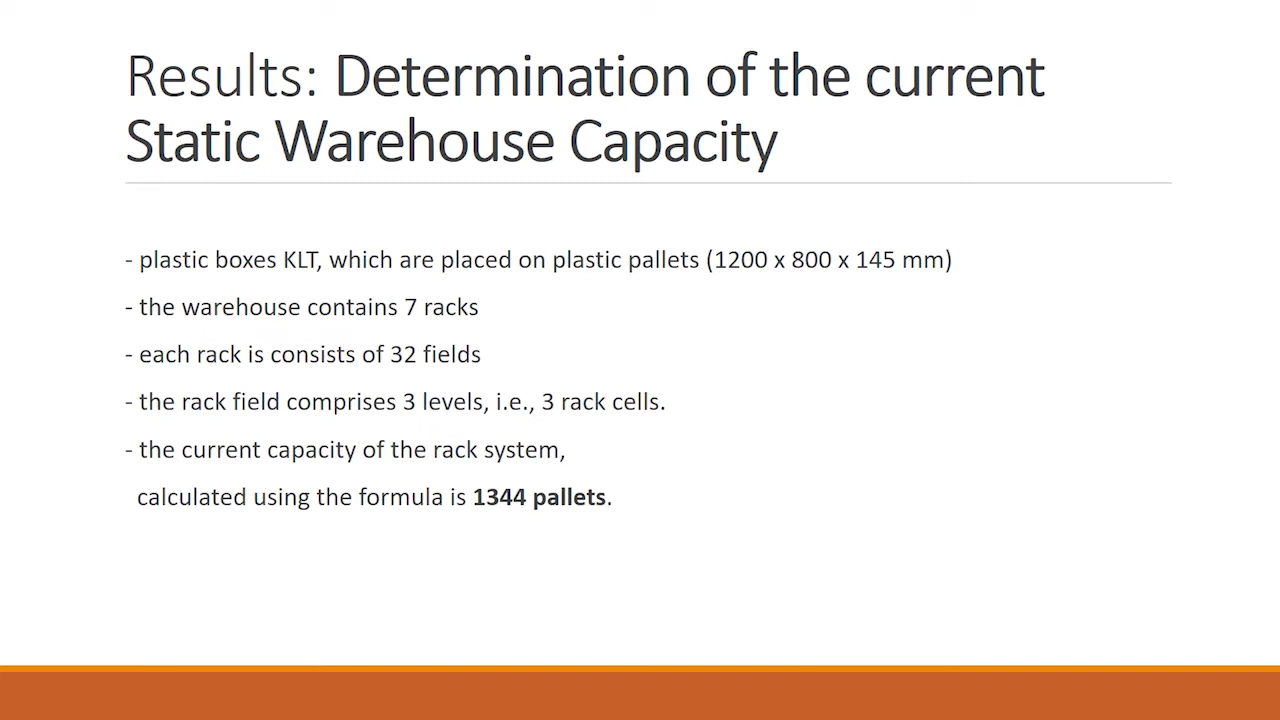 Results: Determination of the current
Static Warehouse Capacity
- plastic boxes KLT, which are placed on plastic pallets (1200 x 800 x 145 mm)
- the warehouse contains 7 racks
- each rack is consists of 32 fields
- the rack field comprises 3 levels, i.e., 3 rack cells.
- the current capacity of the rack system,
calculated using the formula is 1344 pallets.